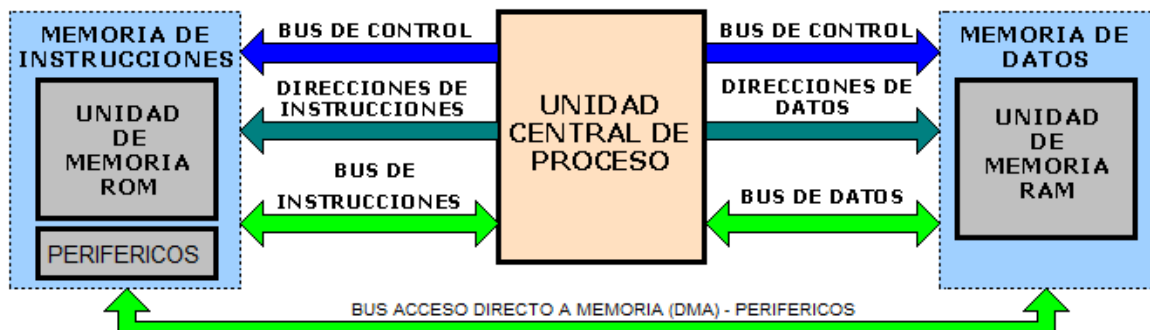 MEMORIA DE
INSTRUCCIONES
UNIDAD
DE
MEMORIA
ROM
PERIFERICOS
BUS DE CONTROL
DIRECCIONES DE
INSTRUCCIONES
BUS DE
INSTRUCCIONES
UNIDAD
CENTRAL DE
PROCESO
BUS DE CONTROL
DIRECCIONES DE
DATOS
BUS DE DATOS
MEMORIA DE
DATOS
UNIDAD
DE
MEMORIA
RAM
BUS ACCESO DIRECTO A MEMORIA (DMA) - PERIFERICOS